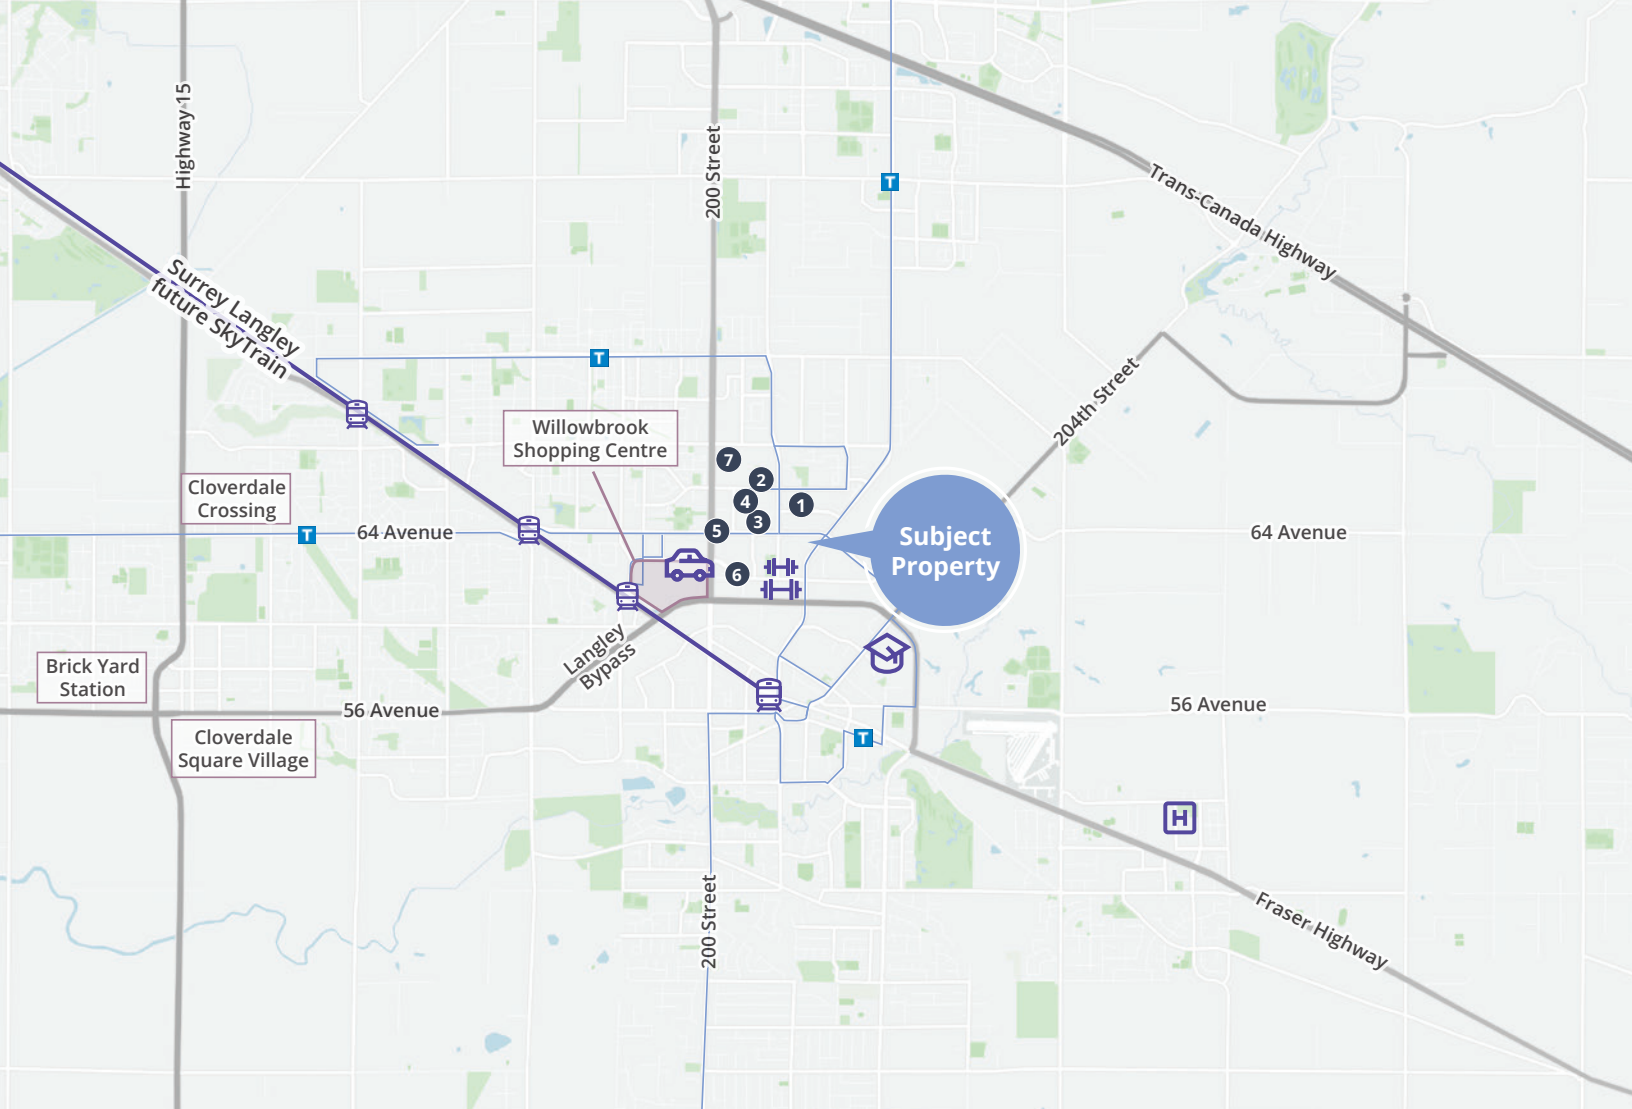 Highway 15
200 Street
T
Trans-Canada Highway
Surrey Langley
future SkyTrain
T
204th Street
Willowbrook
Shopping Centre
7
2
4
1
3
5
6
Cloverdale
Crossing
T
64 Avenue
Subject
Property
64 Avenue
Langley
Bypass
Brick Yard
Station
56 Avenue
56 Avenue
Cloverdale
Square Village
T
H
200 Street
Fraser Highway